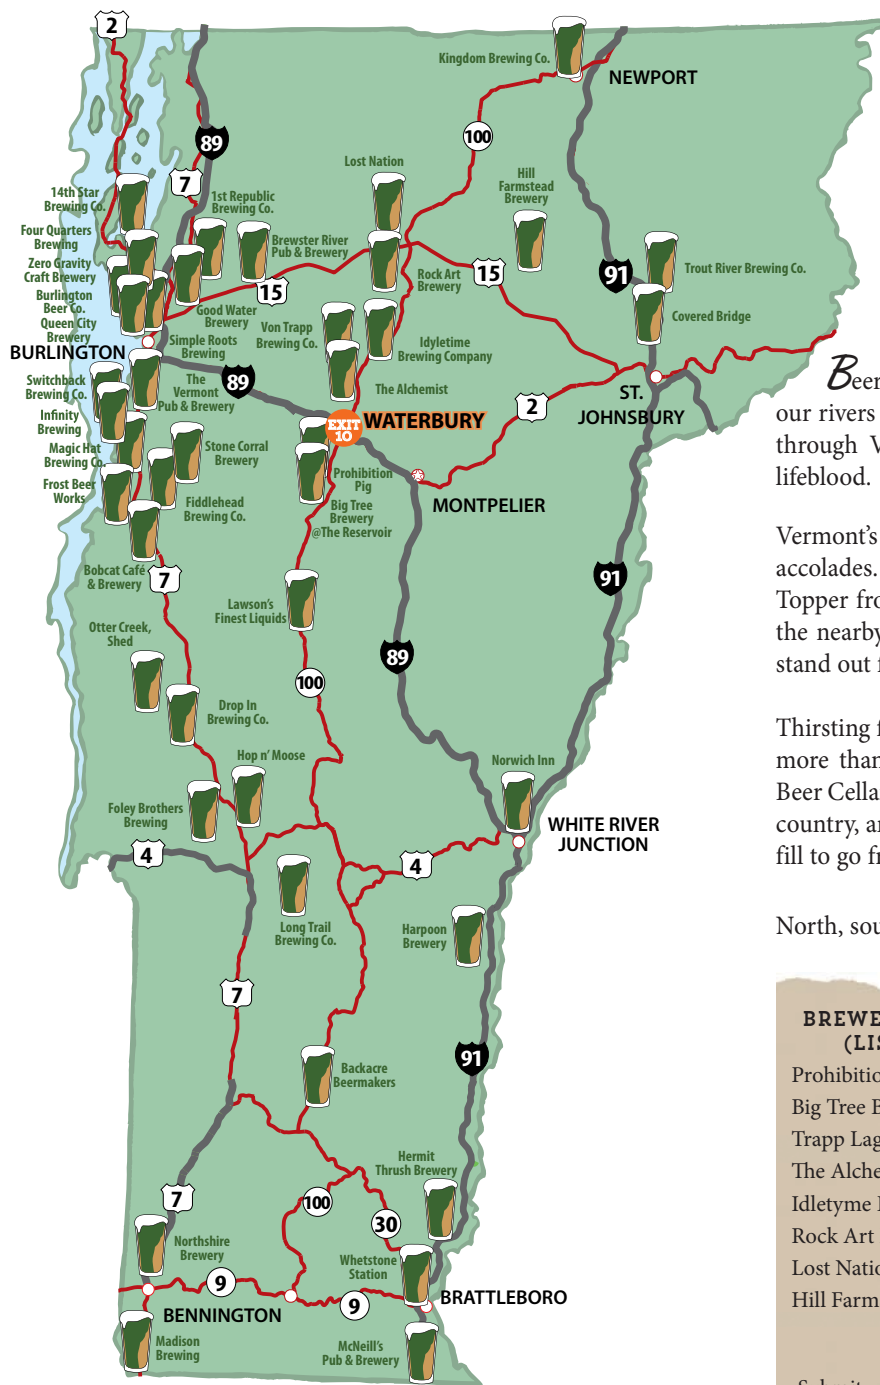 2
Kingdom Brewing Co.
NEWPORT
89
100
7
Lost Nation
Hill
Farmstead
Brewery
14th Star
Brewing Co.
1st Republic
Brewing Co.
Four Quarters
Brewing
Brewster River
Pub & Brewery
Zero Gravity
Craft Brewery
Rock Art
Brewery
15
91
Trout River Brewing Co.
Burlington
Beer Co.
15
Good Water
Brewery
Von Trapp
Brewing Co.
Covered Bridge
Queen City
Brewery
Simple Roots
Brewing
Idyletime
Brewing Company
BURLINGTON
Switchback
Brewing Co.
The
Vermont
Pub & Brewery
89
The Alchemist
2
ST.
JOHNSBURY
Infinity
Brewing
EXIT
10
WATERBURY
Magic Hat
Brewing Co.
Stone Corral
Brewery
Frost Beer
Works
Prohibition
Pig
Fiddlehead
Brewing Co.
Big Tree
Brewery
@The Reservoir
MONTPELIER
Bobcat Café
& Brewery
7
91
Lawson's
Finest Liquids
Otter Creek,
Shed
89
100
Drop In
Brewing Co.
Hop n' Moose
Norwich Inn
Foley Brothers
Brewing
WHITE RIVER
JUNCTION
4
4
Long Trail
Brewing Co.
Harpoon
Brewery
7
91
Backacre
Beermakers
Hermit
Thrush Brewery
7
100
30
Northshire
Brewery
Whetstone
Station
9
9
BENNINGTON
BRATTLEBORO
Madison
Brewing
McNeill's
Pub & Brewery
Beer
our rivers
through V
lifeblood.
Vermont's
accolades.
Topper fro
the nearby
stand out f
Thirsting f
more than
Beer Cella
country, an
fill to go fr
North, sou
BREWE
(LIS
Prohibitio
Big Tree B
Trapp Lag
The Alche
Idletyme
Rock Art
Lost Natio
Hill Farm